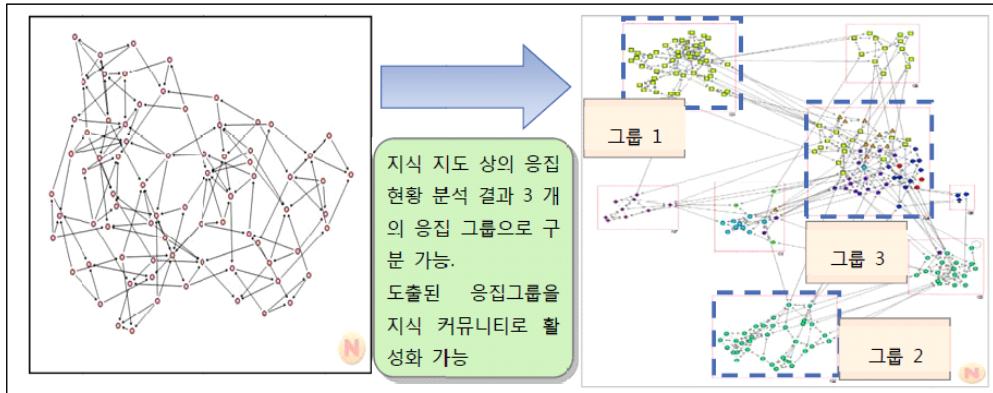 지식 지도 상의 응집
현황 분석 결과 3 개
의 응집 그룹으로 구
분 가능.
도출된 응집그룹을
지식 커뮤니티로 활
성화 가능
그룹 1
그룹 3
그룹 2
N
N